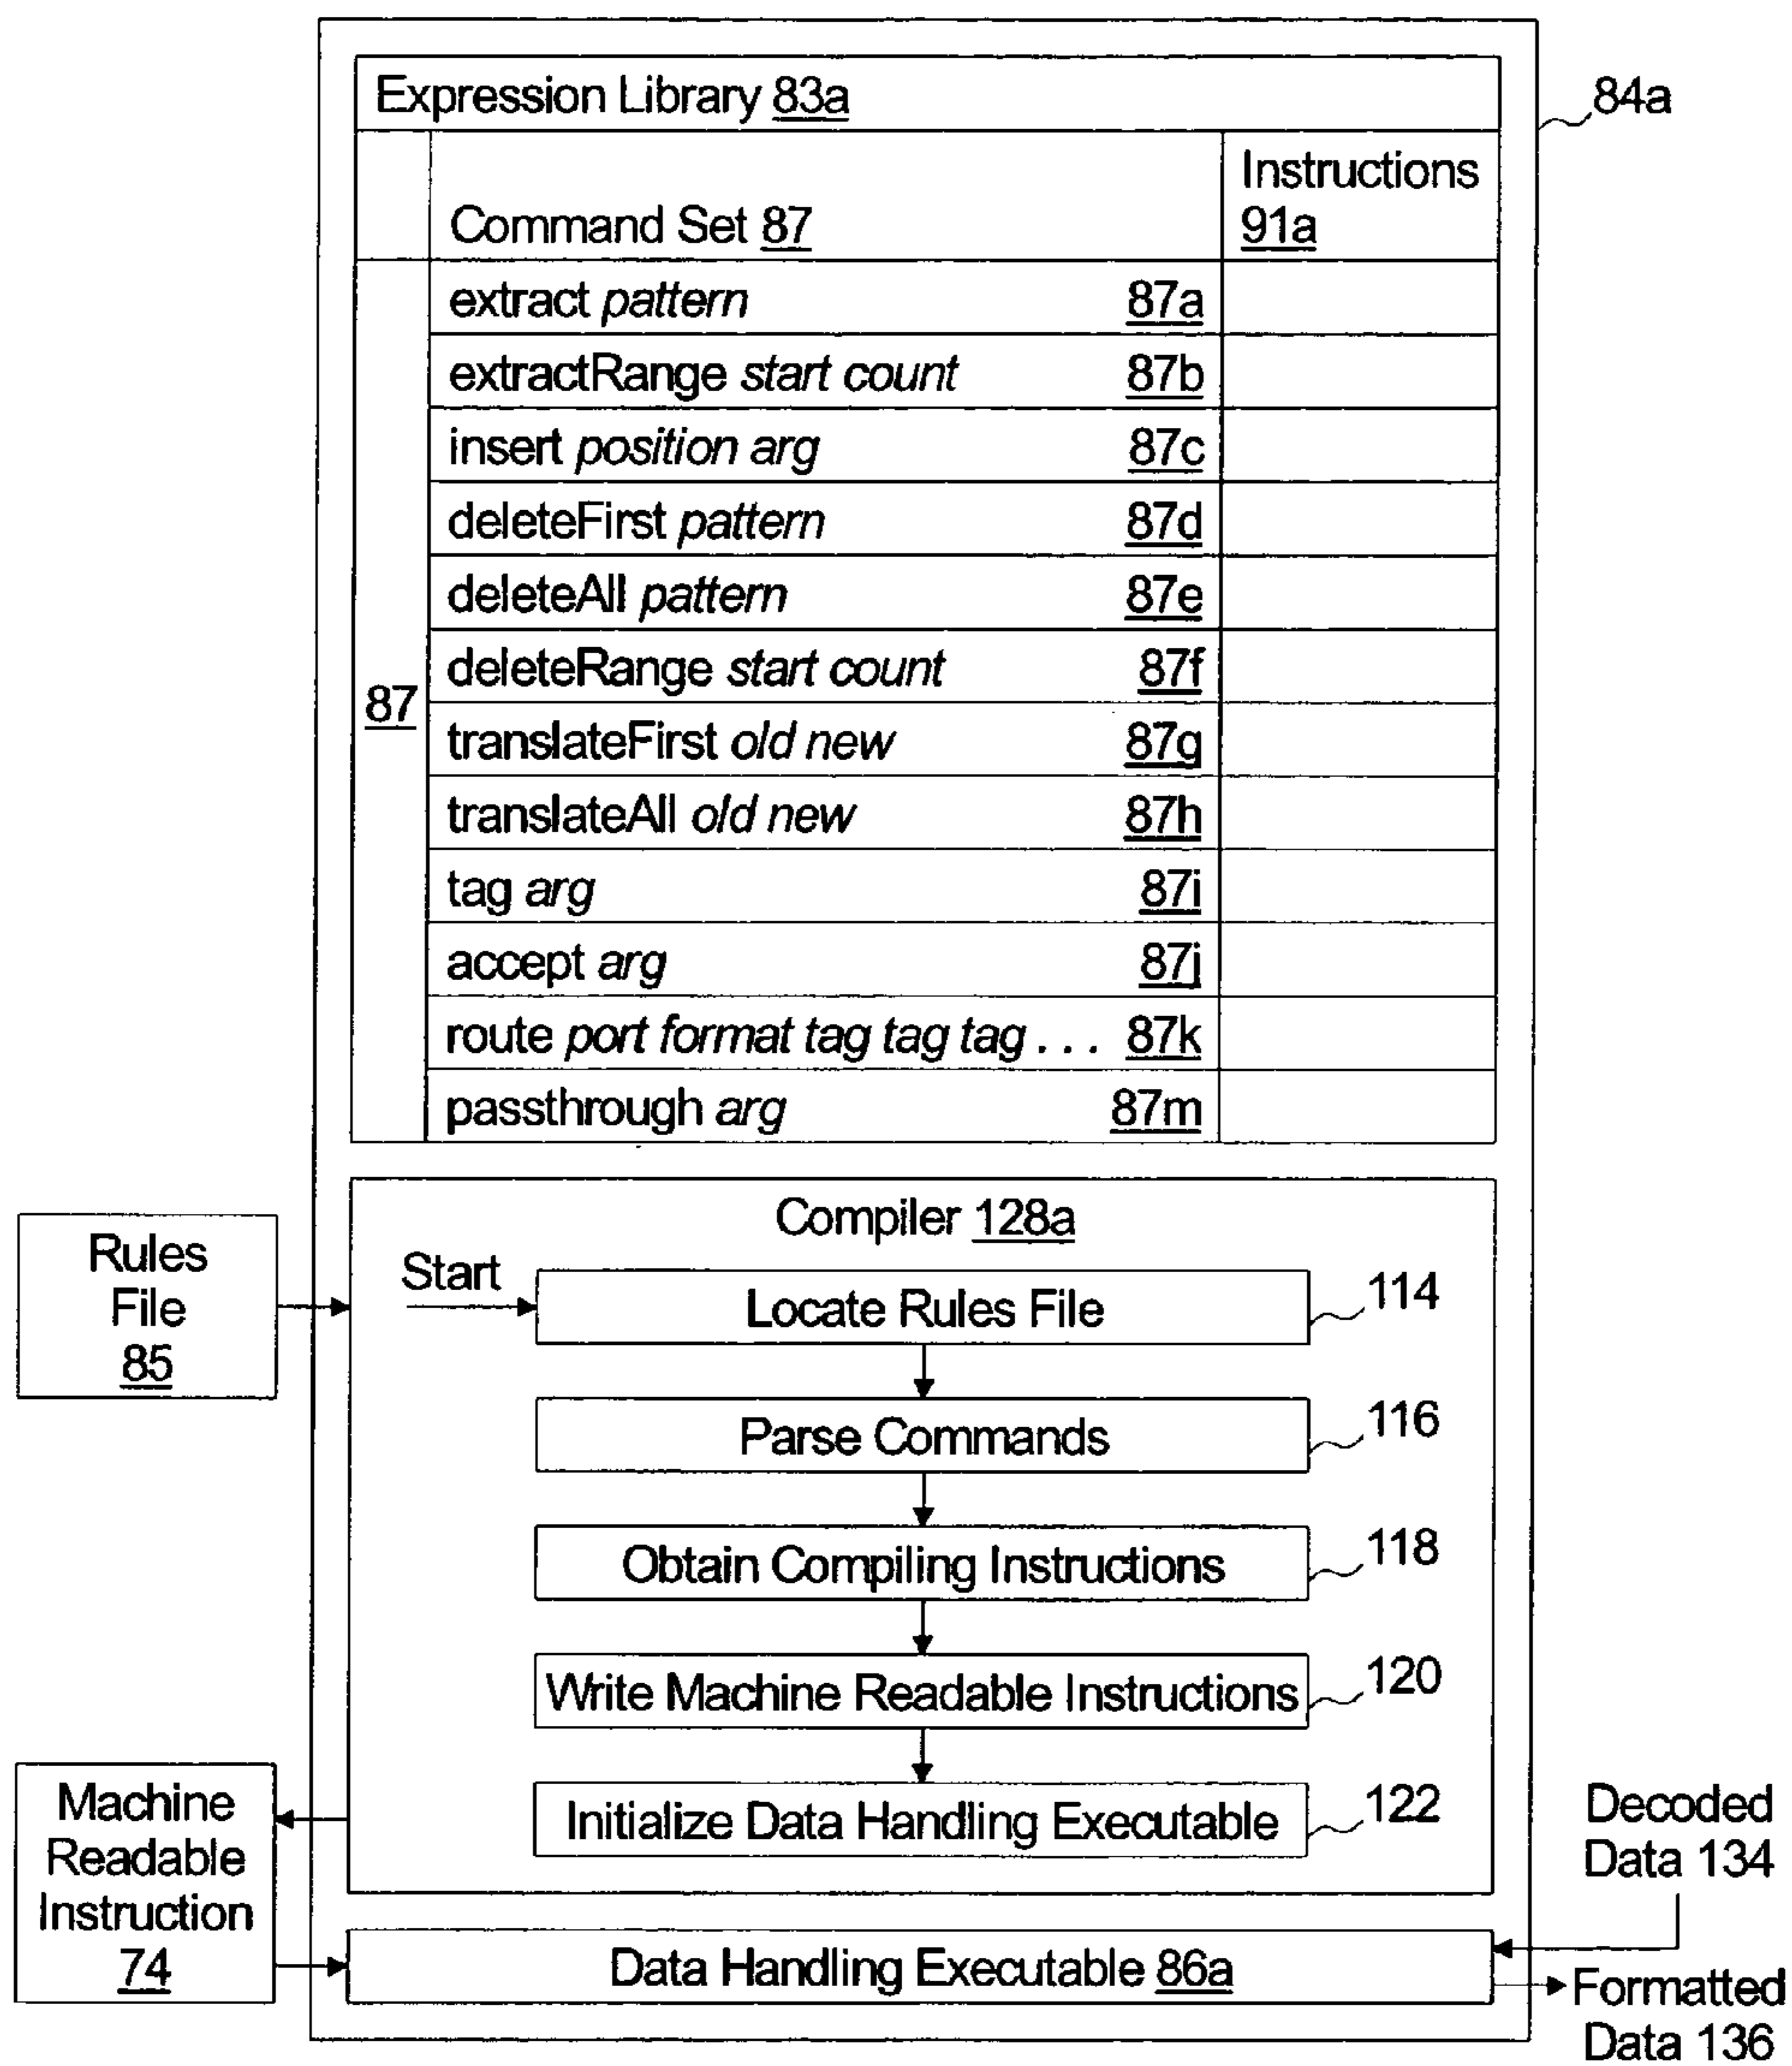 Expression Library 83a
84a
Instructions
91a
Command Set 87
87
extract pattern 87a
extractRange start count 87b
insert position arg 87c
deleteFirst pattern 87d
deleteAll pattern 87e
deleteRange start count 87f
translateFirst old new 87g
translateAll old new 87h
tag arg 87i
accept arg 87j
route port format tag tag tag . . . 87k
passthrough arg 87m
Rules
File
85
Compiler 128a
Start
Locate Rules File 114
Parse Commands 116
Obtain Compiling Instructions 118
Write Machine Readable Instructions 120
Initialize Data Handling Executable 122
Machine
Readable
Instruction
74
Decoded
Data 134
Data Handling Executable 86a
Formatted
Data 136